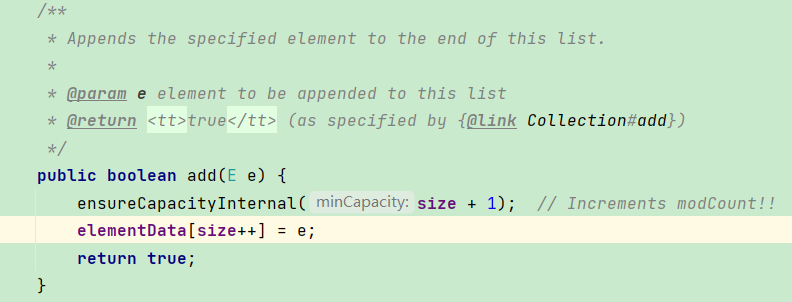 /**
 * Appends the specified element to the end of this list.
 *
 * @param e element to be appended to this list
 * @return <tt>true</tt> (as specified by {@link Collection#add})
 */
public boolean add(E e) {
    ensureCapacityInternal( minCapacity: size + 1);  // Increments modCount!!
    elementData[size++] = e;
    return true;
}